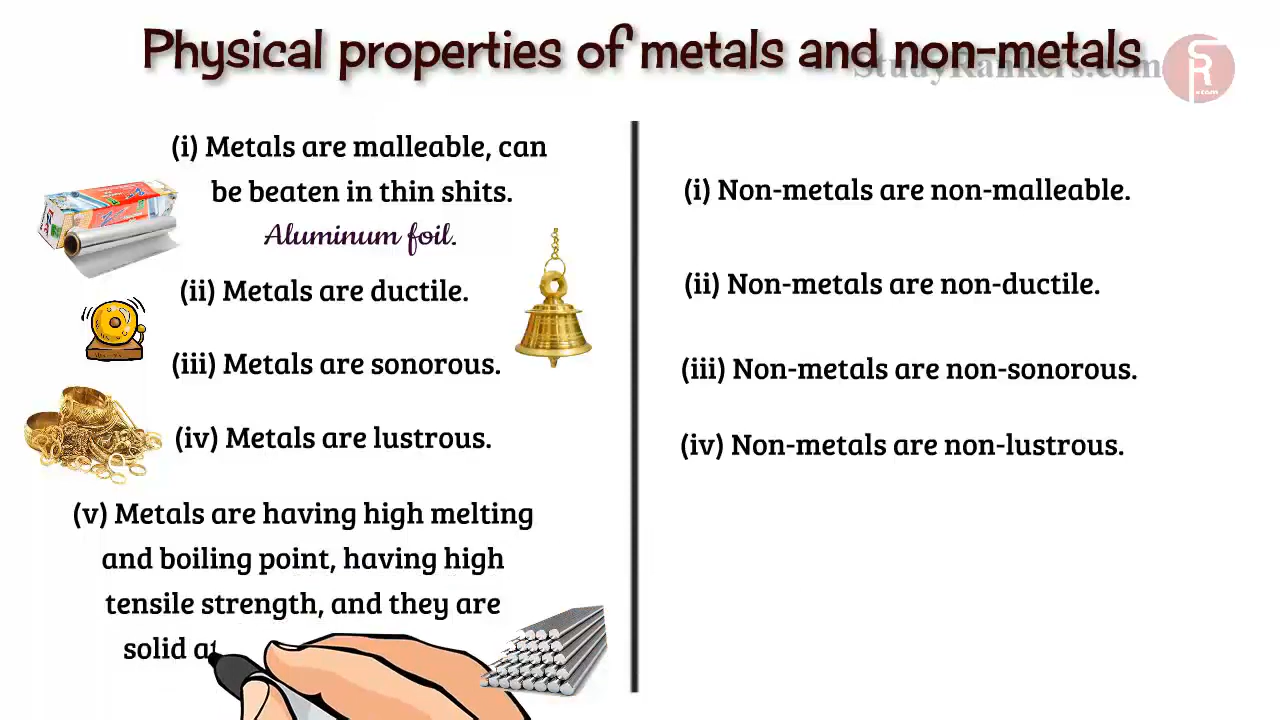 Physical properties of metals and non-metals
StudyRankers.com
(i) Metals are malleable, can
be beaten in thin shits.
Aluminum foil.
(ii) Metals are ductile.
(iii) Metals are sonorous.
(iv) Metals are lustrous.
(v) Metals are having high melting
and boiling point, having high
tensile strength, and they are
solid at
(i) Non-metals are non-malleable.
(ii) Non-metals are non-ductile.
(iii) Non-metals are non-sonorous.
(iv) Non-metals are non-lustrous.